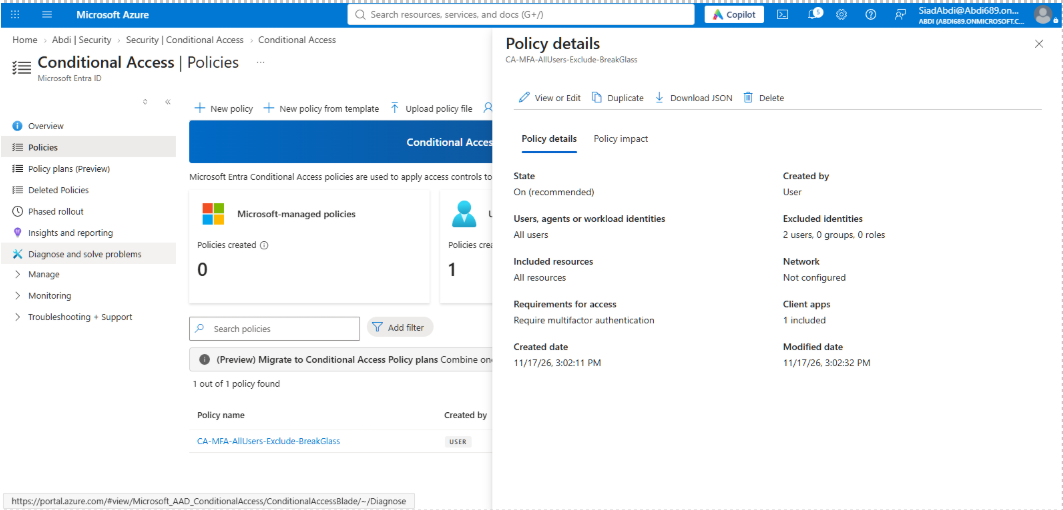 Microsoft Azure
Search resources, services, and docs (G+/)
Copilot
1
SiadAbdi@Abdi689.on...
ABDI (ABDI689.ONMICROSOFT.C...
Home > Abdi | Security > Security | Conditional Access > Conditional Access
Conditional Access | Policies ...
Microsoft Entra ID
Overview
Policies
Policy plans (Preview)
Deleted Policies
Phased rollout
Insights and reporting
Diagnose and solve problems
Manage
Monitoring
Troubleshooting + Support
New policy
New policy from template
Upload policy file
Conditional Acces
Microsoft Entra Conditional Access policies are used to apply access controls to
Microsoft-managed policies
Policies created
0
U
Policies crea
1
Search policies
Add filter
(Preview) Migrate to Conditional Access Policy plans Combine one
1 out of 1 policy found
Policy name
Created by
CA-MFA-AllUsers-Exclude-BreakGlass
USER
https://portal.azure.com/#view/Microsoft_AAD_ConditionalAccess/ConditionalAccessBlade/~/Diagnose
Policy details
CA-MFA-AllUsers-Exclude-BreakGlass
View or Edit
Duplicate
Download JSON
Delete
Policy details
Policy impact
State
On (recommended)
Created by
User
Users, agents or workload identities
All users
Excluded identities
2 users, 0 groups, 0 roles
Included resources
All resources
Network
Not configured
Requirements for access
Require multifactor authentication
Client apps
1 included
Created date
11/17/26, 3:02:11 PM
Modified date
11/17/26, 3:02:32 PM